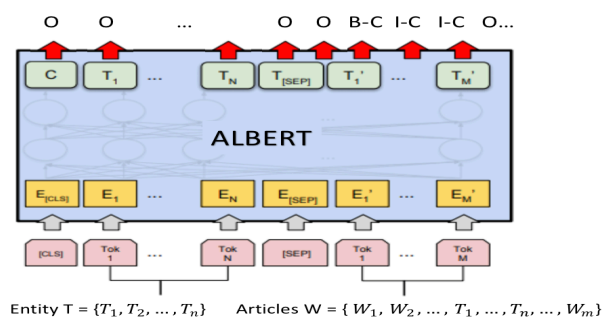 O O ... O O B-C I-C I-C O...
C T1 ... TN T[SEP] T1' ... TM'
ALBERT
E[CLS] E1 ... EN E[SEP] E1' ... EM'
[CLS] Tok 1 ... Tok N [SEP] Tok 1 ... Tok M
Entity T = {T1, T2, ... , Tn} Articles W = { W1, W2, ... , T1, ... , Tn, ... , Wm}